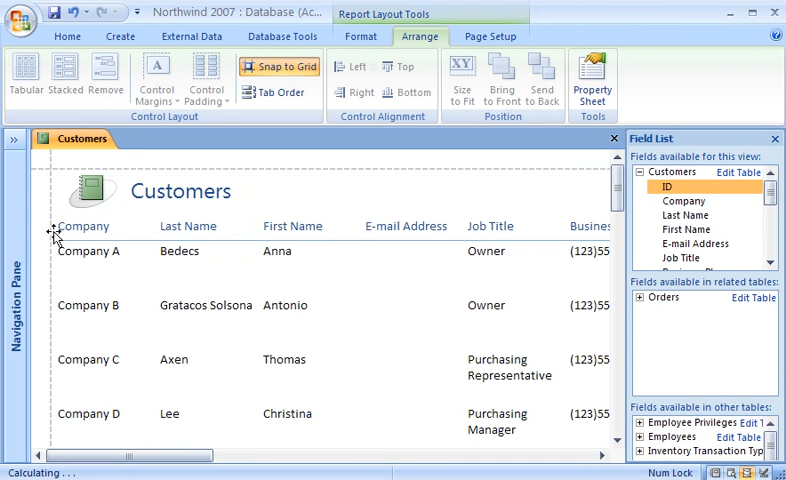 Northwind 2007 : Database (Ac... Report Layout Tools
Home Create External Data Database Tools Format Arrange Page Setup
Tabular Stacked Remove Control Margins Control Padding Snap to Grid Tab Order
Left Top Right Bottom
Size to Fit Bring to Front Send to Back Property Sheet
Control Layout Control Alignment Position Tools
Customers
Navigation Pane
Customers
Company Last Name First Name E-mail Address Job Title Busines
Company A Bedecs Anna Owner (123)55
Company B Gratacos Solsona Antonio Owner (123)55
Company C Axen Thomas Purchasing Representative (123)55
Company D Lee Christina Purchasing Manager (123)55
Field List
Fields available for this view:
Customers Edit Table
ID
Company
Last Name
First Name
E-mail Address
Job Title
Fields available in related tables:
Orders Edit Table
Fields available in other tables:
Employee Privileges Edit T
Employees Edit Table
Inventory Transaction Typ
Calculating . . . Num Lock